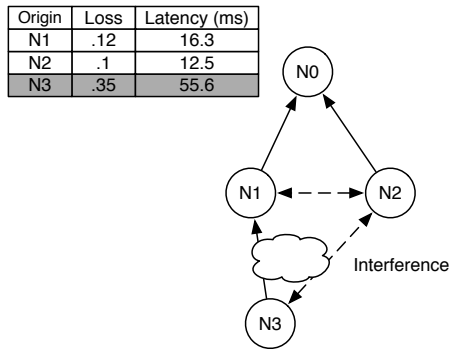 Origin Loss Latency (ms)
N1 .12 16.3
N2 .1 12.5
N3 .35 55.6
N0
N1
N2
Interference
N3